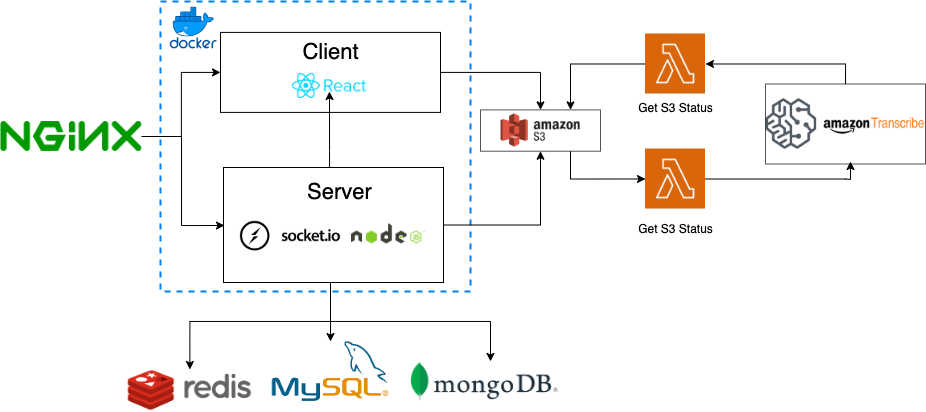 docker
Client
React
NGINX
Server
socket.io
node
JS
amazon
S3
Get S3 Status
amazon Transcribe
Get S3 Status
redis
MySQL®
mongoDB®